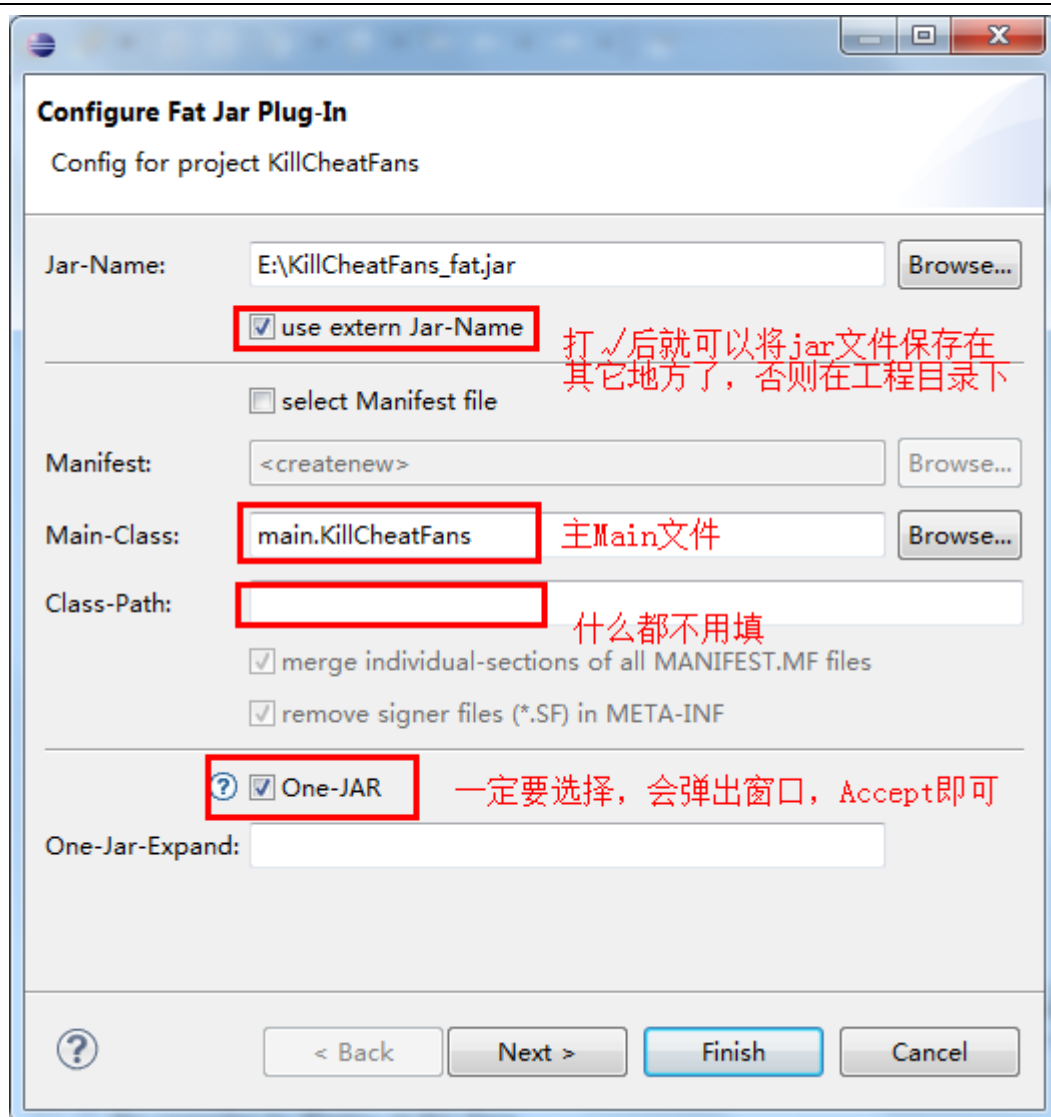 Configure Fat Jar Plug-In
Config for project KillCheatFans
Jar-Name:
E:\KillCheatFans_fat.jar
Browse...
use extern Jar-Name
打√后就可以将jar文件保存在
其它地方了，否则在工程目录下
select Manifest file
Manifest:
<createnew>
Browse...
Main-Class:
main.KillCheatFans
主Main文件
Browse...
Class-Path:
什么都不用填
merge individual-sections of all MANIFEST.MF files
remove signer files (*.SF) in META-INF
? One-JAR
一定要选择，会弹出窗口，Accept即可
One-Jar-Expand:
?
< Back
Next >
Finish
Cancel